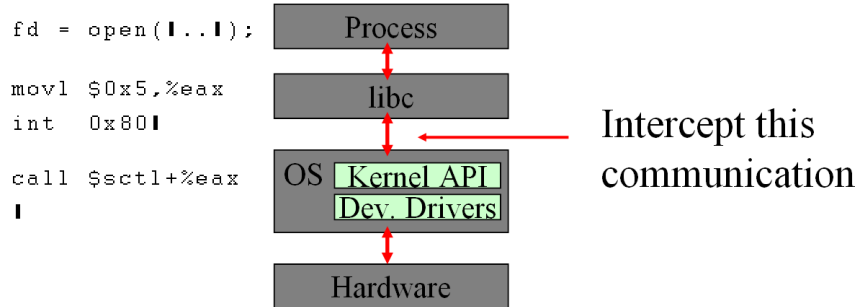 fd = open(▮..▮);
Process
movl $0x5,%eax
libc
int 0x80▮
Intercept this
communication
call $sctl+%eax
▮
OS
Kernel API
Dev. Drivers
Hardware